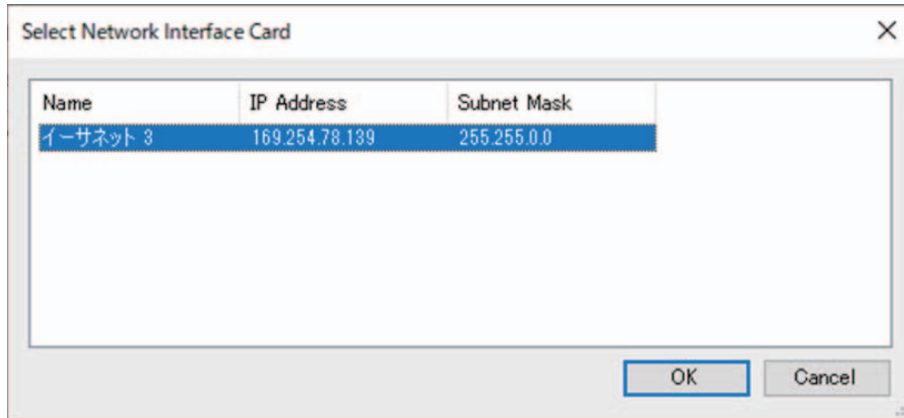 Select Network Interface Card
Name IP Address Subnet Mask
イーサネット 3 169.254.78.139 255.255.0.0
OK Cancel